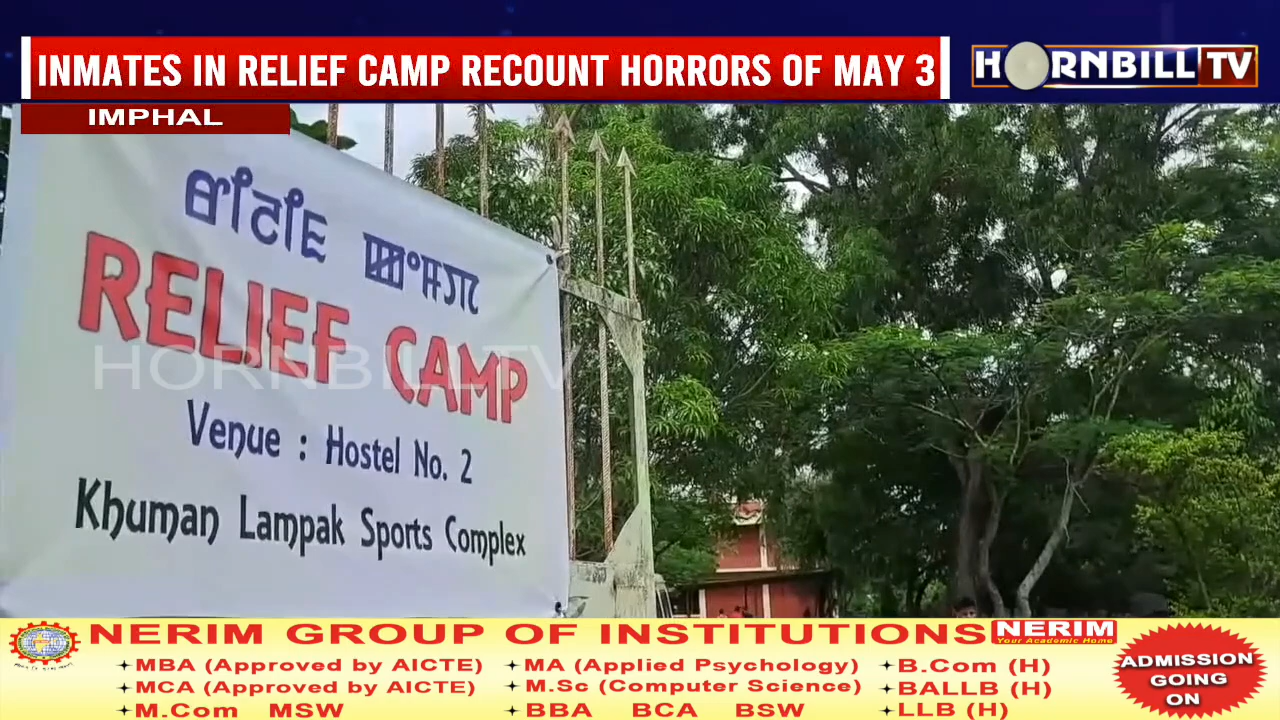 INMATES IN RELIEF CAMP RECOUNT HORRORS OF MAY 3
HORNBILL TV
IMPHAL
RELIEF CAMP
HORNBILL TV
Venue : Hostel No. 2
Khuman Lampak Sports Complex
NERIM GROUP OF INSTITUTIONS
NERIM
Your Academic Home
MBA (Approved by AICTE)
MA (Applied Psychology)
B.Com (H)
MCA (Approved by AICTE)
M.Sc (Computer Science)
BALLB (H)
M.Com MSW
BBA BCA BSW
LLB (H)
ADMISSION
GOING
ON